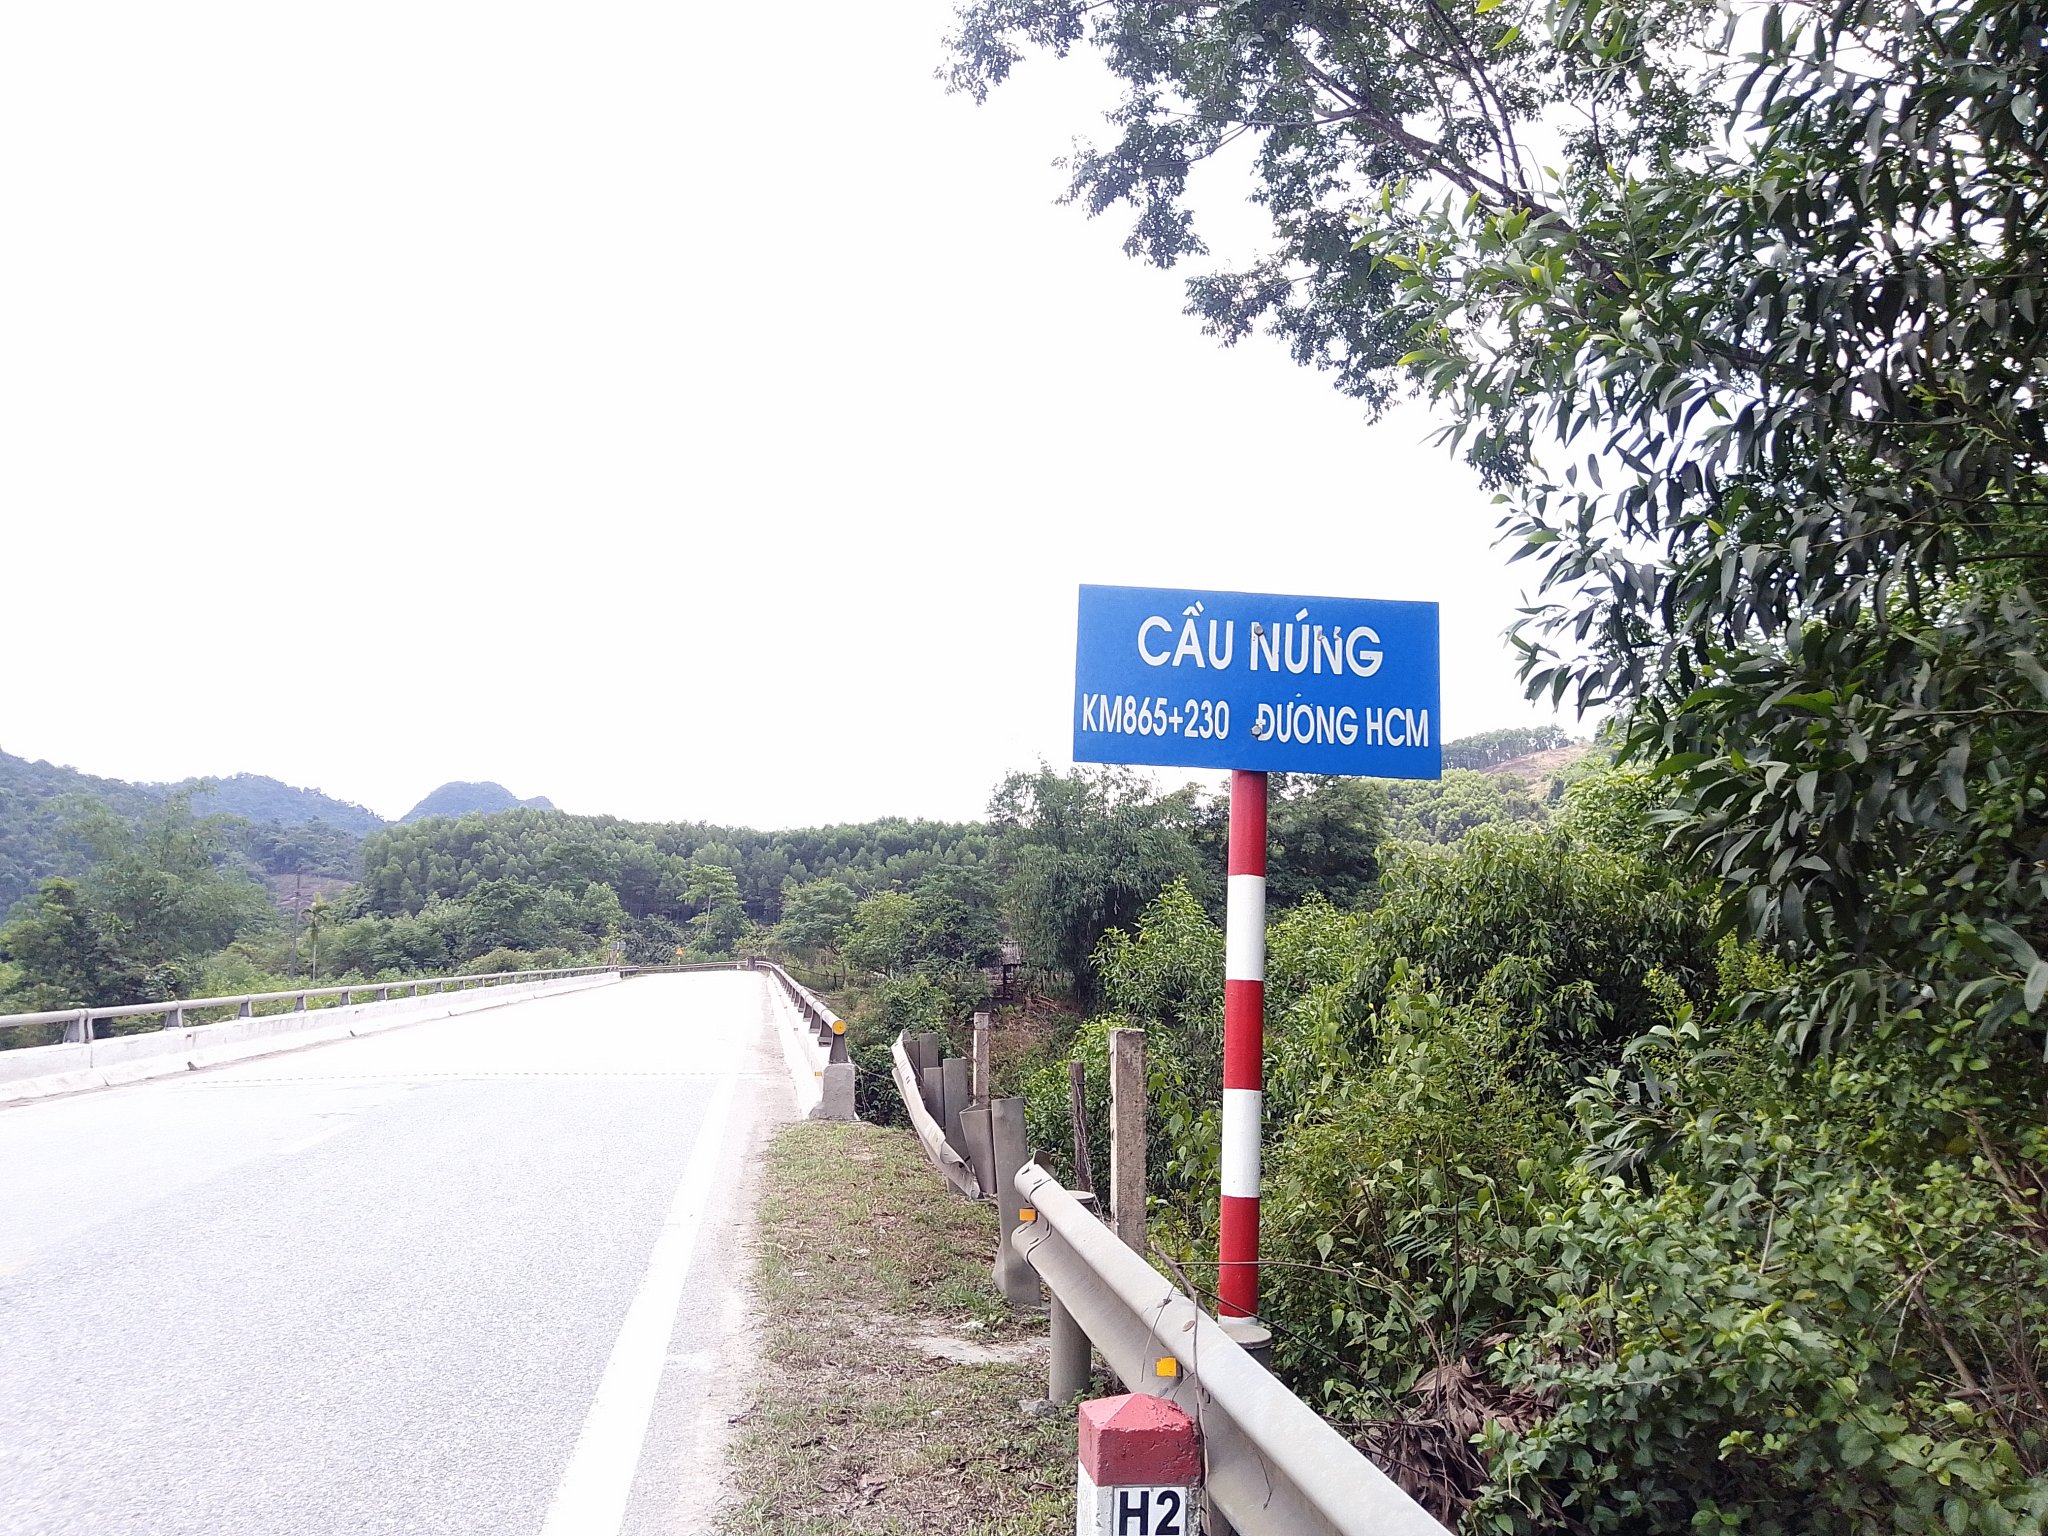 CẦU NÚNG
KM865+230 ĐƯỜNG HCM
H2